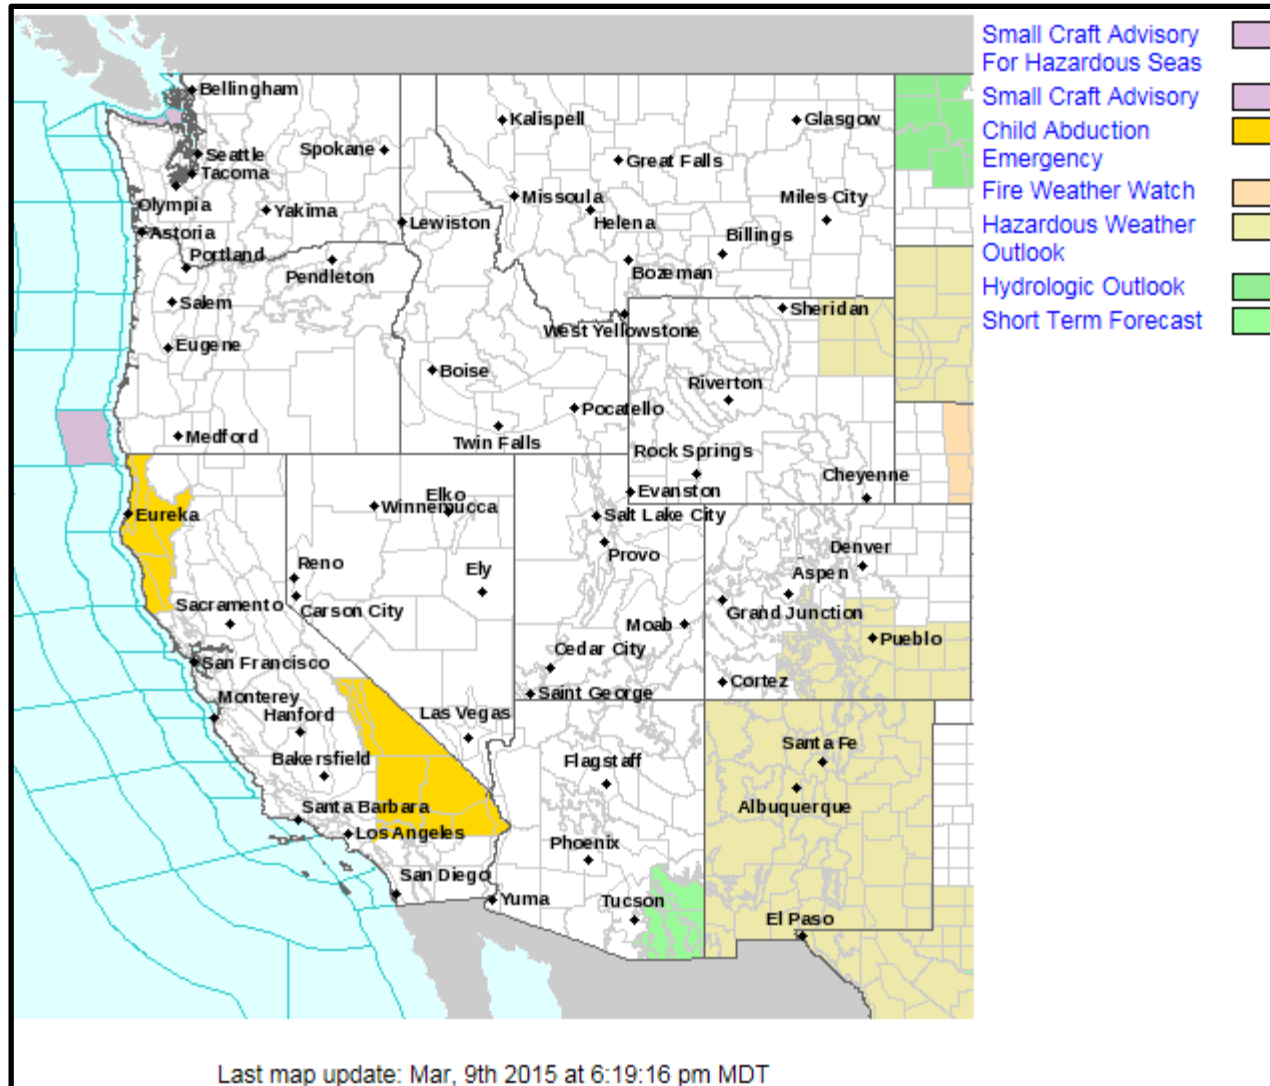 Small Craft Advisory
For Hazardous Seas
Small Craft Advisory
Child Abduction
Emergency
Fire Weather Watch
Hazardous Weather
Outlook
Hydrologic Outlook
Short Term Forecast
Bellingham
Kalispell
Glasgow
Seattle
Spokane
Great Falls
Tacoma
Olympia
Yakima
Missoula
Miles City
Lewiston
Helena
Astoria
Billings
Portland
Pendleton
Bozeman
Salem
Sheridan
West Yellowstone
Eugene
Boise
Riverton
Pocatello
Medford
Twin Falls
Rock Springs
Cheyenne
Evanston
Elko
Winnemucca
Eureka
Salt Lake City
Provo
Denver
Reno
Ely
Aspen
Sacramento
Carson City
Grand Junction
Moab
Pueblo
Cedar City
San Francisco
Cortez
Saint George
Monterey
Hanford
Las Vegas
Santa Fe
Bakersfield
Flagstaff
Albuquerque
Santa Barbara
Los Angeles
Phoenix
San Diego
Yuma
Tucson
El Paso
Last map update: Mar, 9th 2015 at 6:19:16 pm MDT